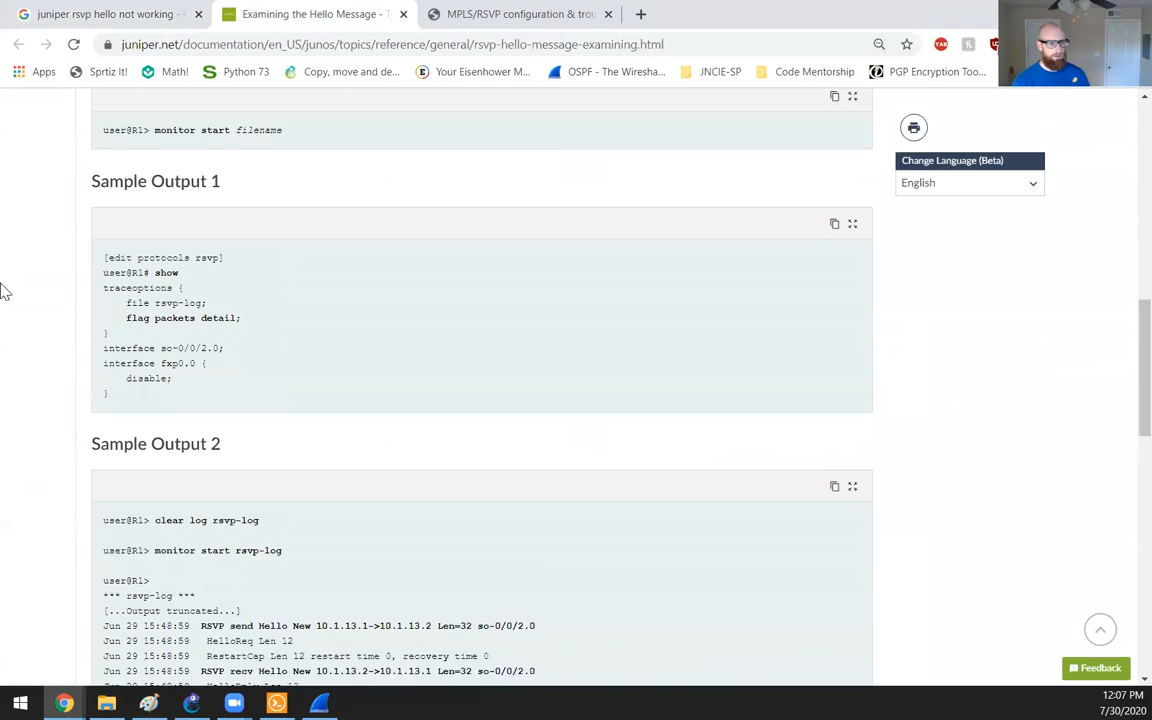 juniper rsvp hello not working -
Examining the Hello Message - T
MPLS/RSVP configuration & trou
juniper.net/documentation/en_US/junos/topics/reference/general/rsvp-hello-message-examining.html
Apps
Sprtiz It!
Math!
Python 73
Copy, move and de...
Your Eisenhower M...
OSPF - The Wiresha...
JNCIE-SP
Code Mentorship
PGP Encryption Too...
user@R1> monitor start filename
Change Language (Beta)
English
Sample Output 1
[edit protocols rsvp]
user@R1# show
traceoptions {
file rsvp-log;
flag packets detail;
}
interface so-0/0/2.0;
interface fxp0.0 {
disable;
}
Sample Output 2
user@R1> clear log rsvp-log
user@R1> monitor start rsvp-log
user@R1>
*** rsvp-log ***
[...Output truncated...]
Jun 29 15:48:59 RSVP send Hello New 10.1.13.1->10.1.13.2 Len=32 so-0/0/2.0
Jun 29 15:48:59 HelloReq Len 12
Jun 29 15:48:59 RestartCap Len 12 restart time 0, recovery time 0
Jun 29 15:48:59 RSVP recv Hello New 10.1.13.2->10.1.13.1 Len=32 so-0/0/2.0
Feedback
12:07 PM
7/30/2020